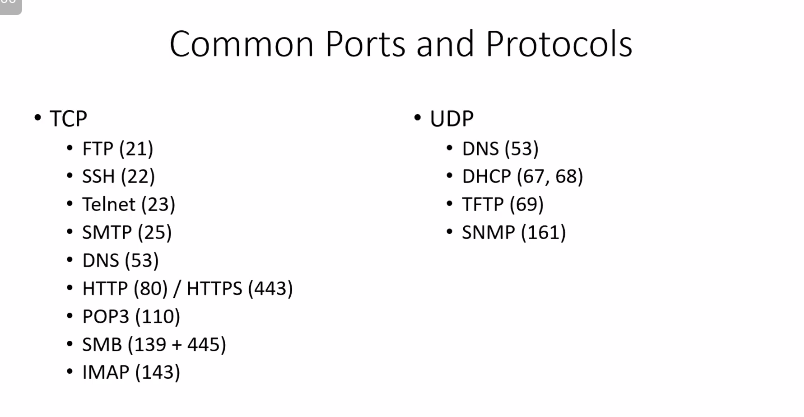 Common Ports and Protocols
• TCP
• FTP (21)
• SSH (22)
• Telnet (23)
• SMTP (25)
• DNS (53)
• HTTP (80) / HTTPS (443)
• POP3 (110)
• SMB (139 + 445)
• IMAP (143)
• UDP
• DNS (53)
• DHCP (67, 68)
• TFTP (69)
• SNMP (161)